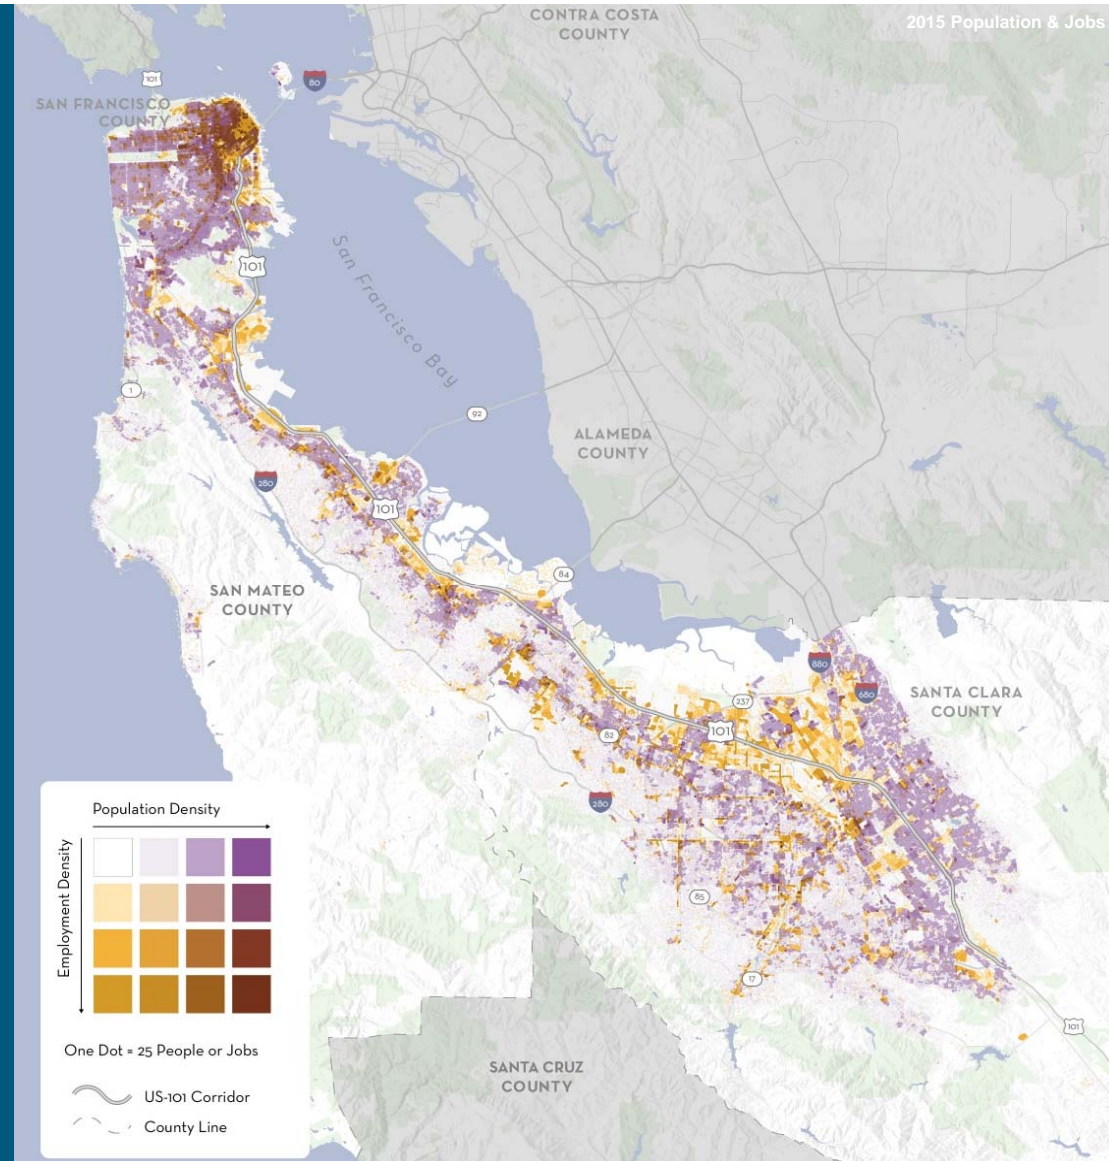 2015 Population & Jobs
CONTRA COSTA
COUNTY
101
80
SAN FRANCISCO
COUNTY
101
San Francisco Bay
1
92
ALAMEDA
COUNTY
280
101
84
SAN MATEO
COUNTY
880
680
SANTA CLARA
COUNTY
237
101
82
280
85
17
101
SANTA CRUZ
COUNTY
Population Density
Employment Density
One Dot = 25 People or Jobs
US-101 Corridor
County Line